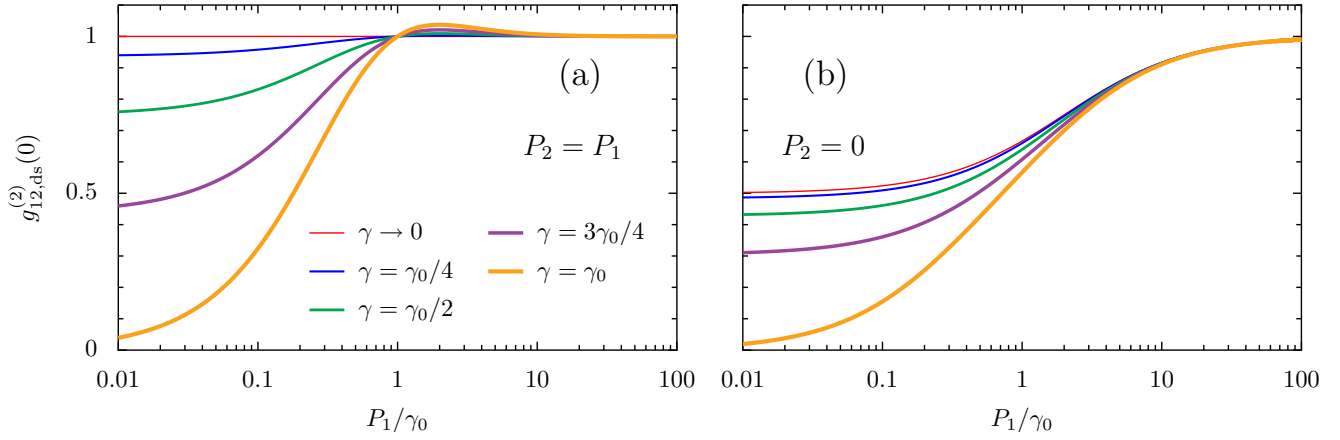 g^{(2)}_{12,ds}(0)
1
0.5
0
(a)
P_2 = P_1
γ → 0
γ = γ_0/4
γ = γ_0/2
γ = 3γ_0/4
γ = γ_0
0.01 0.1 1 10 100
P_1/γ_0
(b)
P_2 = 0
0.01 0.1 1 10 100
P_1/γ_0